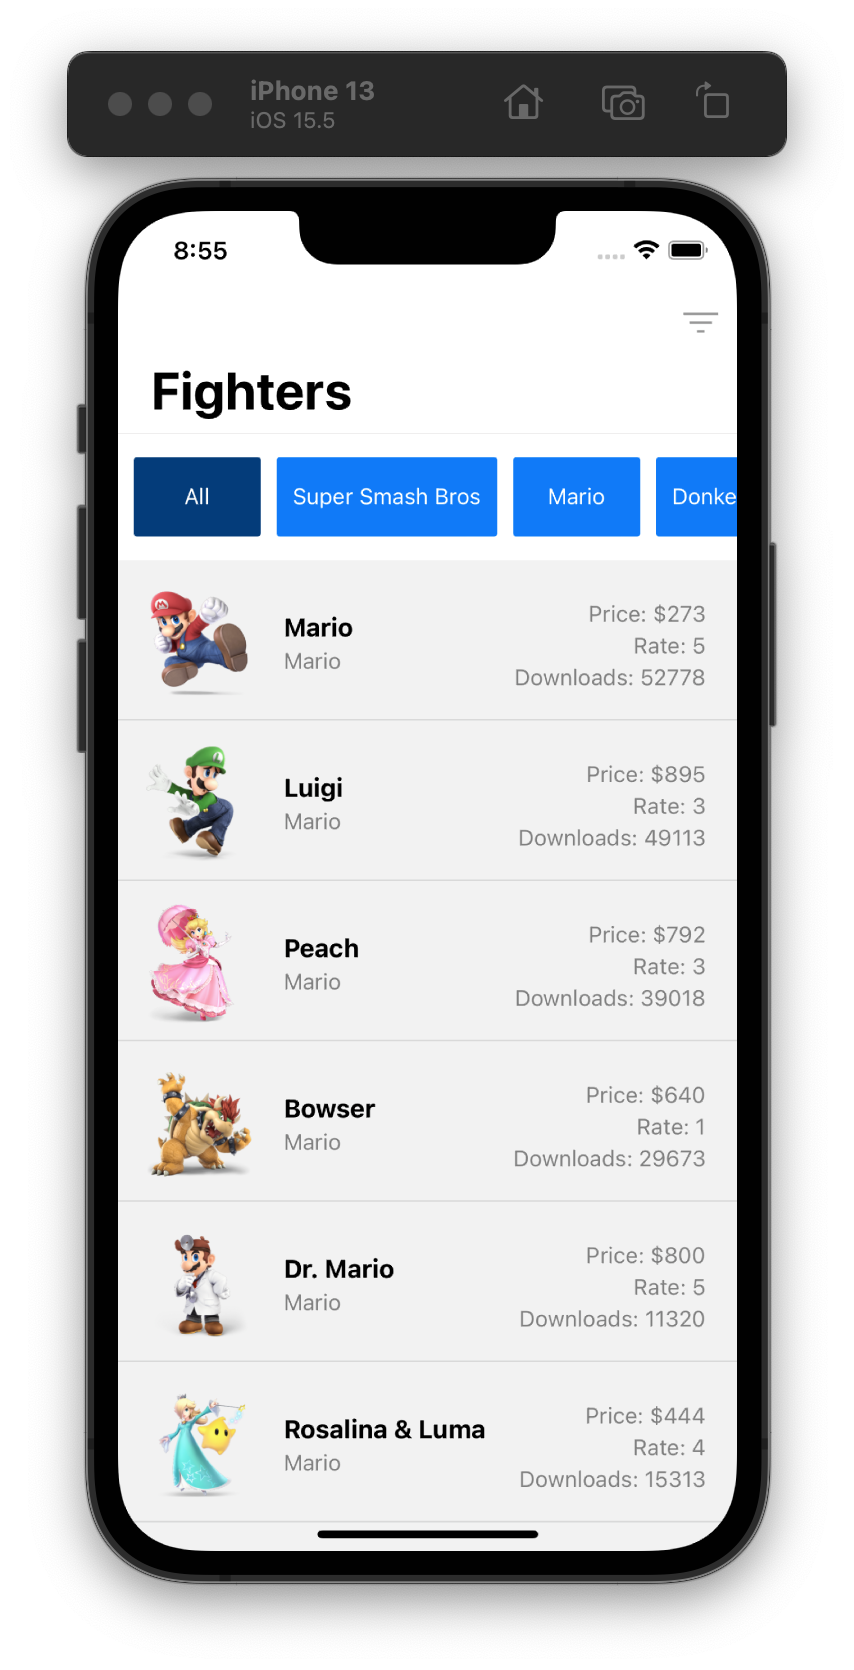 iPhone 13
iOS 15.5
8:55
Fighters
All
Super Smash Bros
Mario
Donke
Mario
Mario
Price: $273
Rate: 5
Downloads: 52778
Luigi
Mario
Price: $895
Rate: 3
Downloads: 49113
Peach
Mario
Price: $792
Rate: 3
Downloads: 39018
Bowser
Mario
Price: $640
Rate: 1
Downloads: 29673
Dr. Mario
Mario
Price: $800
Rate: 5
Downloads: 11320
Rosalina & Luma
Mario
Price: $444
Rate: 4
Downloads: 15313